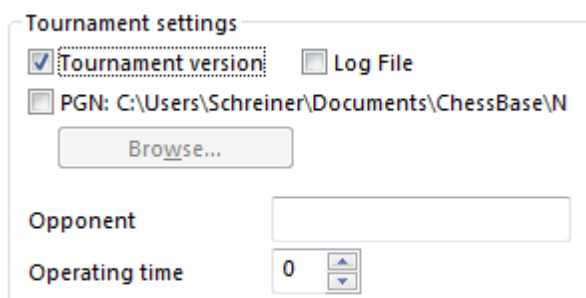 Tournament settings
Tournament version Log File
PGN: C:\Users\Schreiner\Documents\ChessBase\N
Browse...
Opponent
Operating time 0